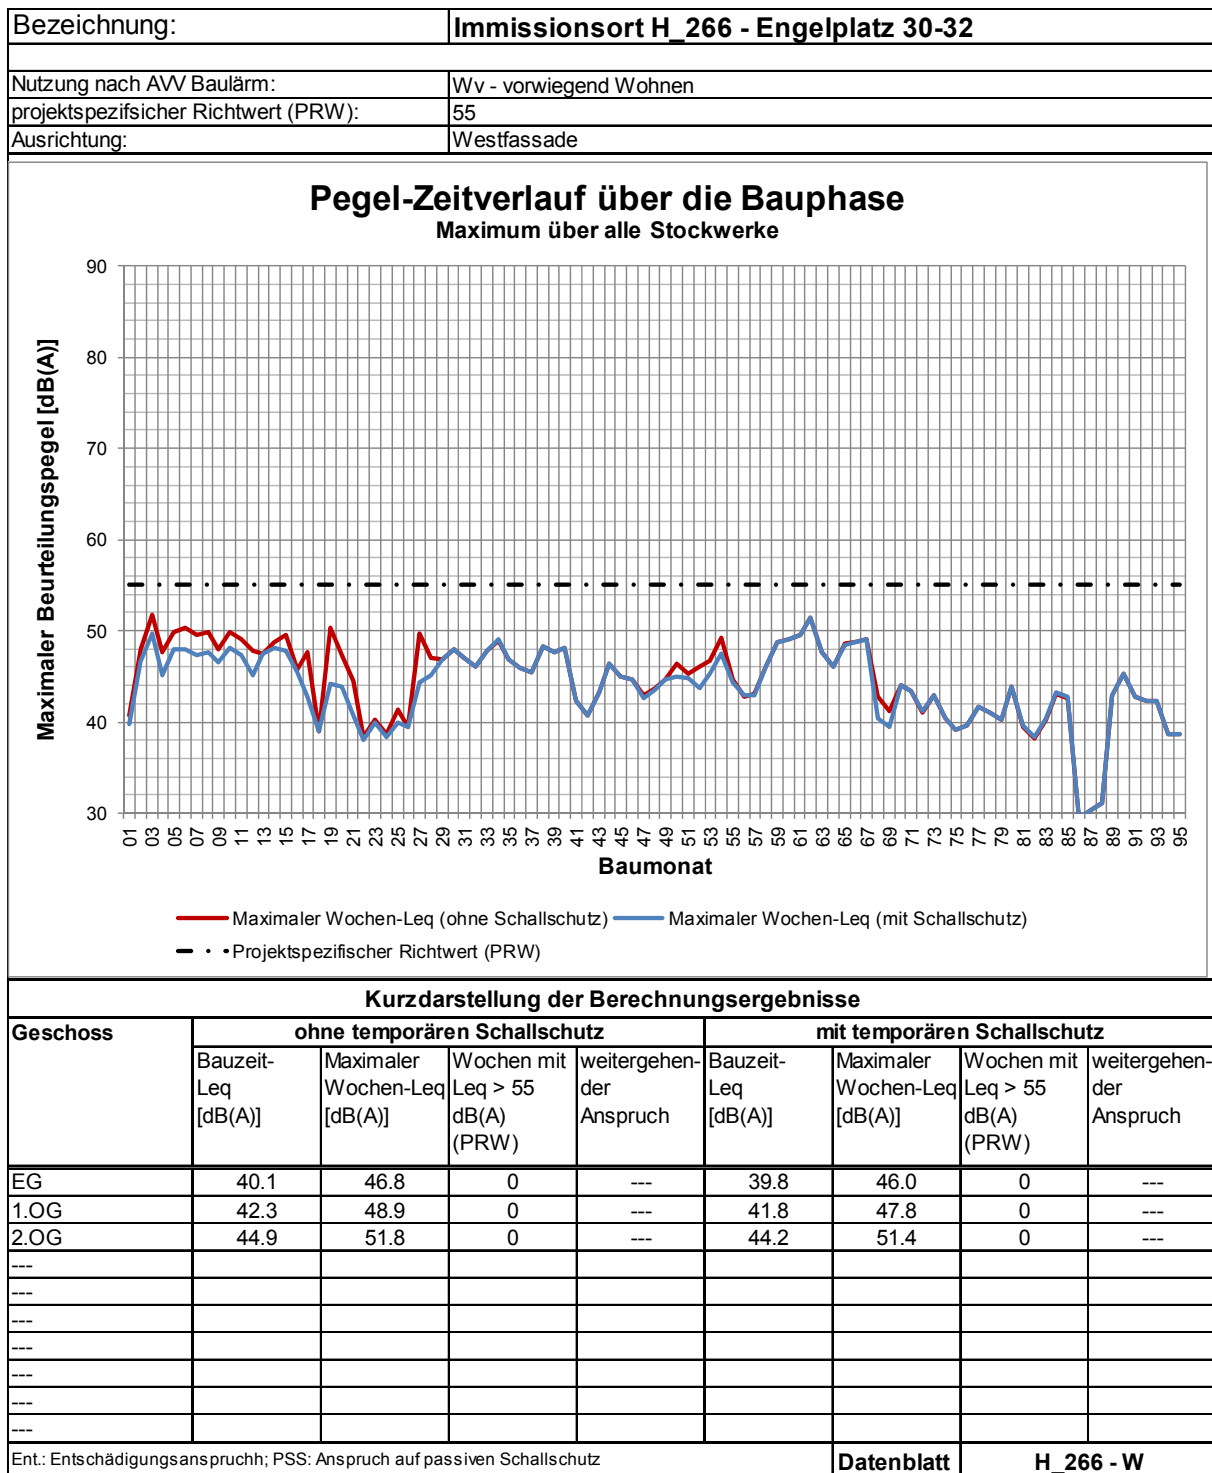 Bezeichnung: Immissionsort H_266 - Engelplatz 30-32
Nutzung nach AVV Baulärm: Wv - vorwiegend Wohnen
projektspezifsicher Richtwert (PRW): 55
Ausrichtung: Westfassade
Pegel-Zeitverlauf über die Bauphase
Maximum über alle Stockwerke
Maximaler Beurteilungspegel [dB(A)]
90
80
70
60
50
40
30
01 03 05 07 09 11 13 15 17 19 21 23 25 27 29 31 33 35 37 39 41 43 45 47 49 51 53 55 57 59 61 63 65 67 69 71 73 75 77 79 81 83 85 87 89 91 93 95
Baumonat
Maximaler Wochen-Leq (ohne Schallschutz) Maximaler Wochen-Leq (mit Schallschutz)
Projektspezifischer Richtwert (PRW)
Kurzdarstellung der Berechnungsergebnisse
Geschoss ohne temporären Schallschutz mit temporären Schallschutz
Bauzeit- Maximaler Wochen mit weitergehen- Bauzeit- Maximaler Wochen mit weitergehen-
Leq Wochen-Leq Leq > 55 der Leq Wochen-Leq Leq > 55 der
[dB(A)] [dB(A)] dB(A) Anspruch [dB(A)] [dB(A)] dB(A) Anspruch
(PRW) (PRW)
EG 40.1 46.8 0 --- 39.8 46.0 0 ---
1.OG 42.3 48.9 0 --- 41.8 47.8 0 ---
2.OG 44.9 51.8 0 --- 44.2 51.4 0 ---
---
---
---
---
---
---
---
Ent.: Entschädigungsanspruchh; PSS: Anspruch auf passiven Schallschutz Datenblatt H_266 - W